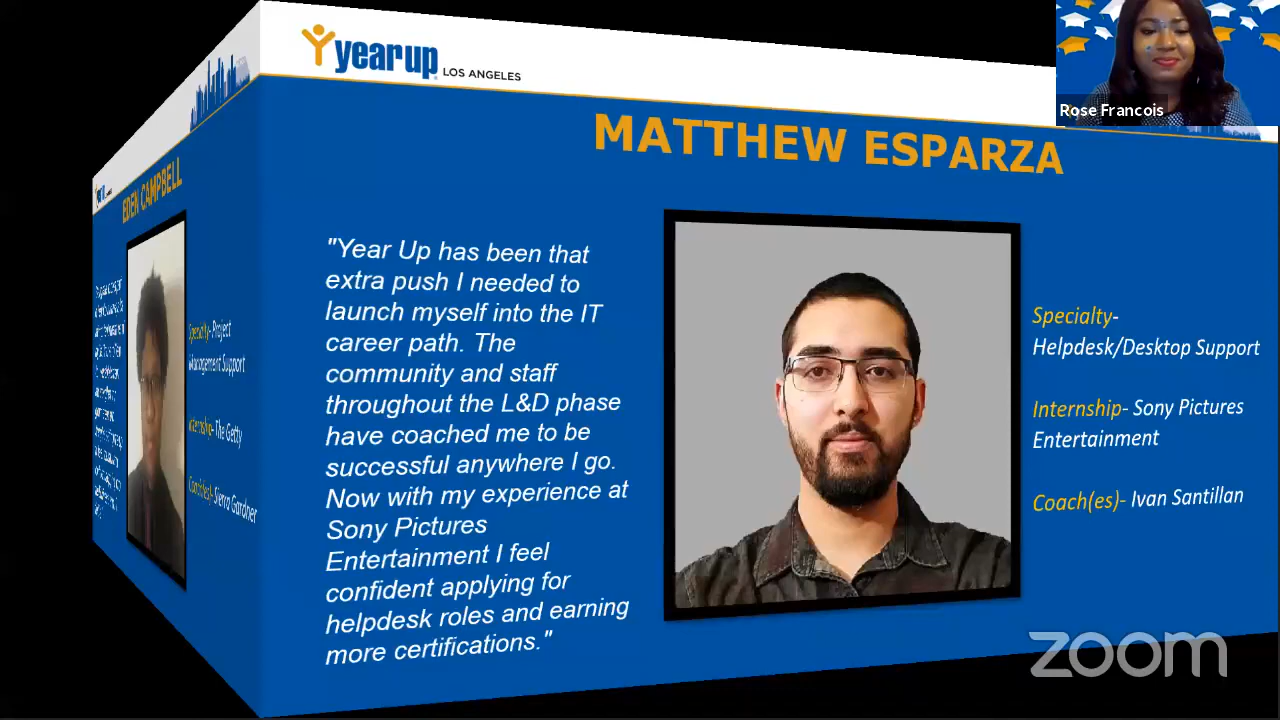 yearup LOS ANGELES
Rose Francois
MATTHEW ESPARZA
"Year Up has been that
extra push I needed to
launch myself into the IT
career path. The
community and staff
throughout the L&D phase
have coached me to be
successful anywhere I go.
Now with my experience at
Sony Pictures
Entertainment I feel
confident applying for
helpdesk roles and earning
more certifications."
Specialty-
Helpdesk/Desktop Support
Internship- Sony Pictures
Entertainment
Coach(es)- Ivan Santillan
EDEN CAMPBELL
Specialty- Project
Management Support
Internship- The Getty
Coach(es)- Sierra Gardner
zoom